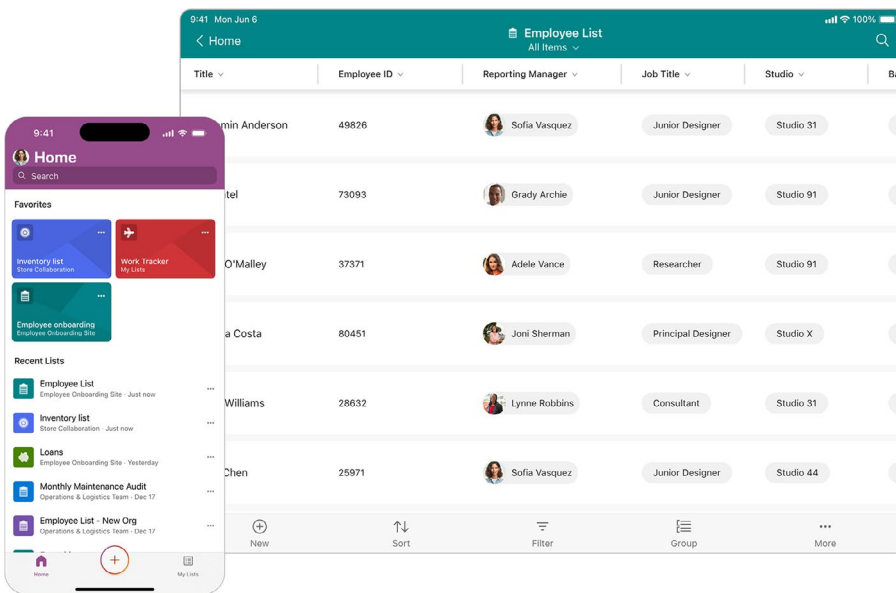 9:41 Mon Jun 6
100%
Home
Employee List
All Items
Title
Employee ID
Reporting Manager
Job Title
Studio
Anderson
49826
Sofia Vasquez
Junior Designer
Studio 31
73093
Grady Archie
Junior Designer
Studio 91
O'Malley
37371
Adele Vance
Researcher
Studio 91
Costa
80451
Joni Sherman
Principal Designer
Studio X
Williams
28632
Lynne Robbins
Consultant
Studio 31
Chen
25971
Sofia Vasquez
Junior Designer
Studio 44
New
Sort
Filter
Group
More
9:41
Home
Search
Favorites
Inventory list
Store Collaboration
Work Tracker
My Lists
Employee onboarding
Employee Onboarding Site
Recent Lists
Employee List
Employee Onboarding Site · Just now
Inventory list
Store Collaboration · Just now
Loans
Employee Onboarding Site · Yesterday
Monthly Maintenance Audit
Operations & Logistics Team · Dec 17
Employee List - New Org
Operations & Logistics Team · Dec 17
Home
My Lists